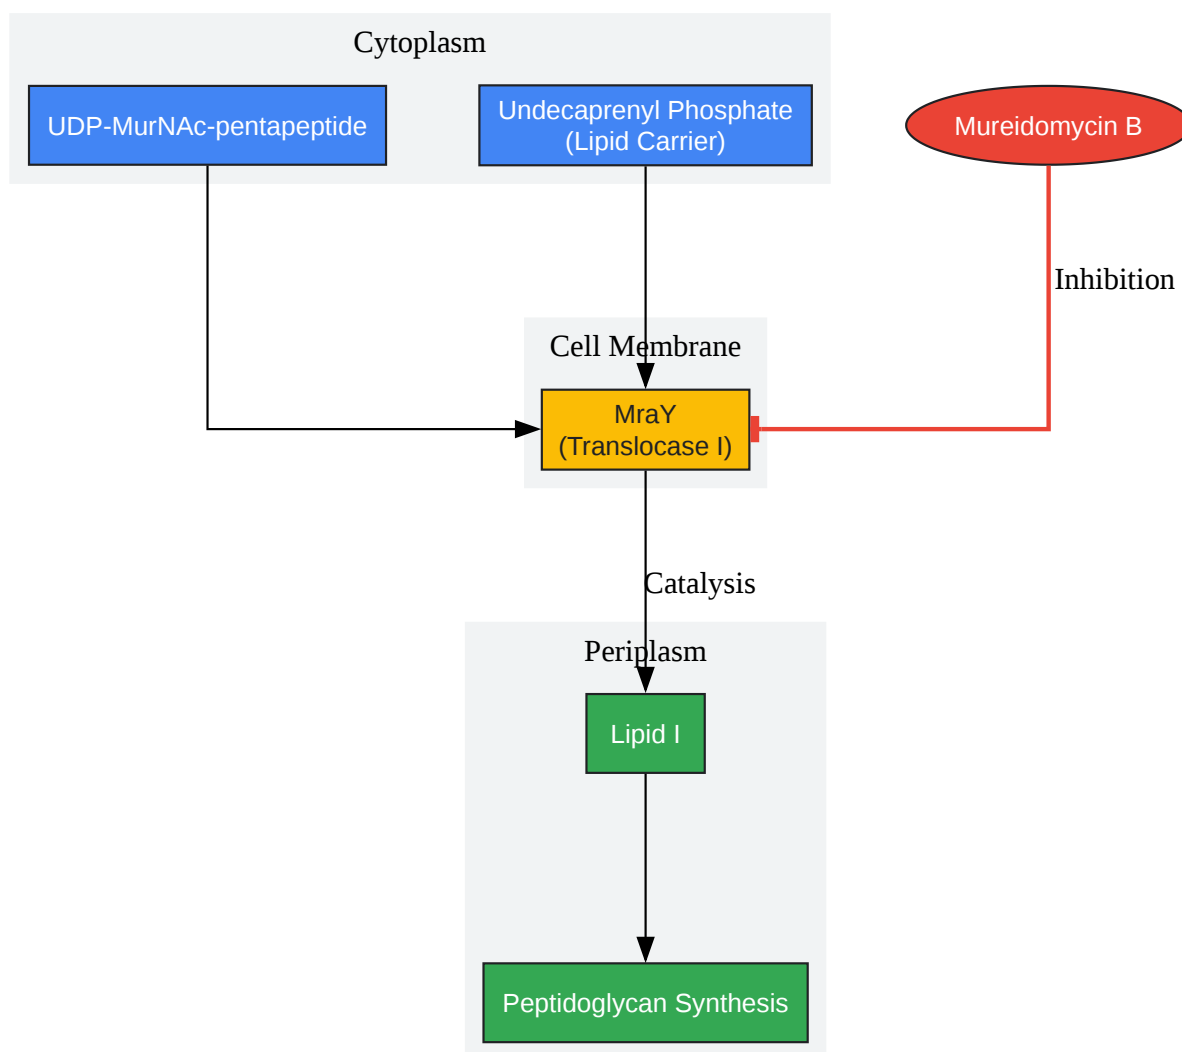 Cytoplasm
UDP-MurNAc-pentapeptide
Undecaprenyl Phosphate
(Lipid Carrier)
Mureidomycin B
Inhibition
Cell Membrane
MraY
(Translocase I)
Catalysis
Periplasm
Lipid I
Peptidoglycan Synthesis